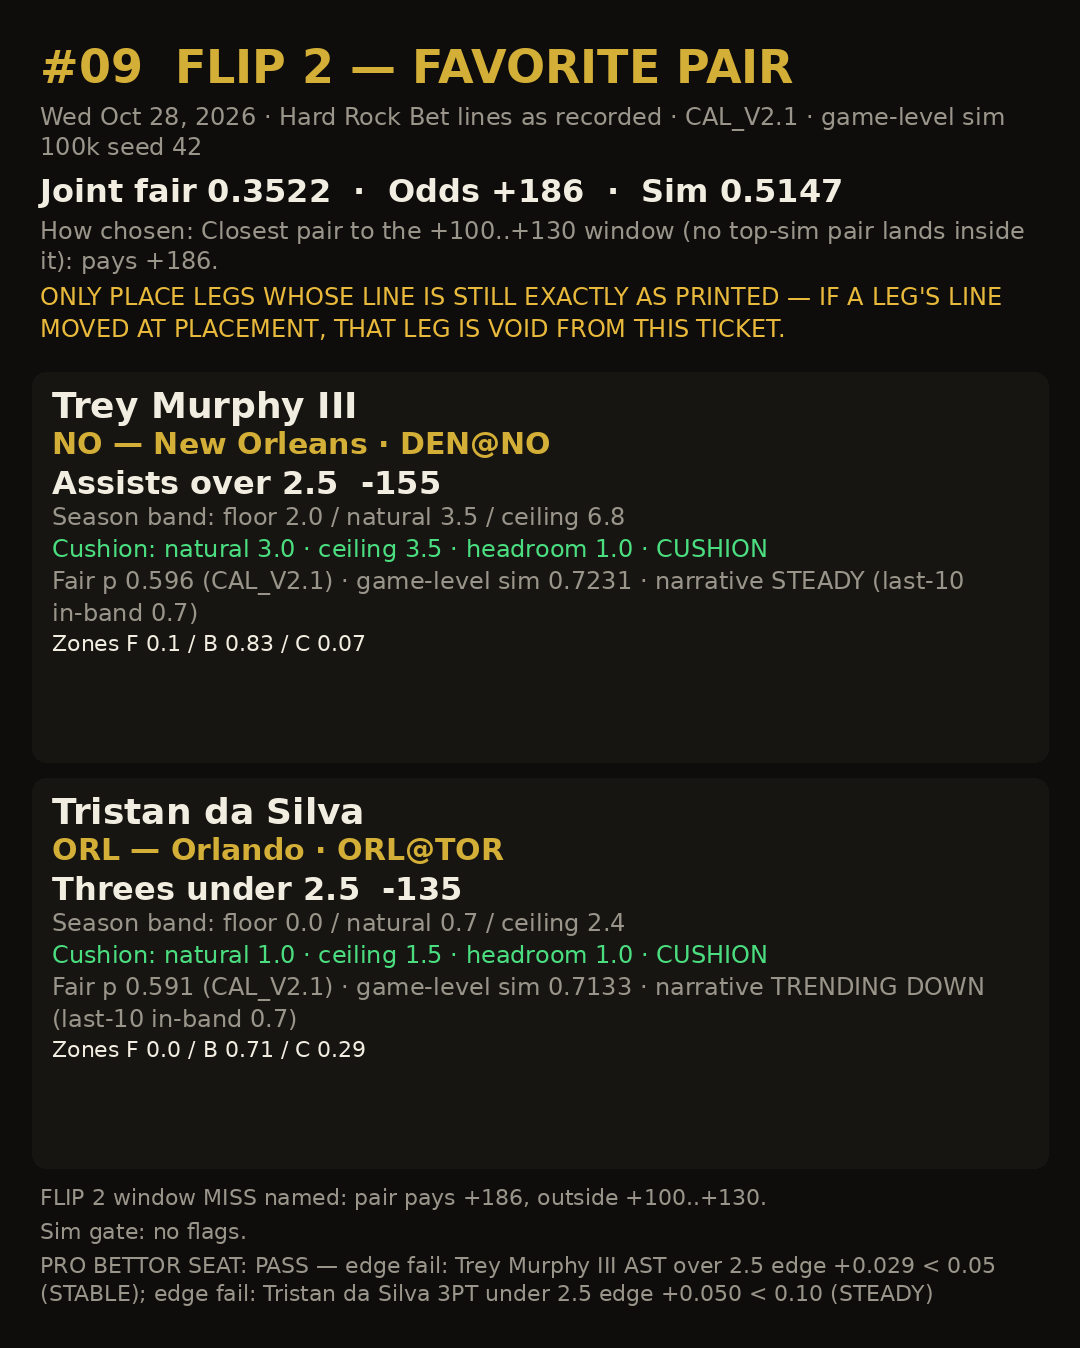 #09 FLIP 2 — FAVORITE PAIR
Wed Oct 28, 2026 · Hard Rock Bet lines as recorded · CAL_V2.1 · game-level sim
100k seed 42
Joint fair 0.3522 · Odds +186 · Sim 0.5147
How chosen: Closest pair to the +100..+130 window (no top-sim pair lands inside
it): pays +186.
ONLY PLACE LEGS WHOSE LINE IS STILL EXACTLY AS PRINTED — IF A LEG'S LINE
MOVED AT PLACEMENT, THAT LEG IS VOID FROM THIS TICKET.
Trey Murphy III
NO — New Orleans · DEN@NO
Assists over 2.5 -155
Season band: floor 2.0 / natural 3.5 / ceiling 6.8
Cushion: natural 3.0 · ceiling 3.5 · headroom 1.0 · CUSHION
Fair p 0.596 (CAL_V2.1) · game-level sim 0.7231 · narrative STEADY (last-10
in-band 0.7)
Zones F 0.1 / B 0.83 / C 0.07
Tristan da Silva
ORL — Orlando · ORL@TOR
Threes under 2.5 -135
Season band: floor 0.0 / natural 0.7 / ceiling 2.4
Cushion: natural 1.0 · ceiling 1.5 · headroom 1.0 · CUSHION
Fair p 0.591 (CAL_V2.1) · game-level sim 0.7133 · narrative TRENDING DOWN
(last-10 in-band 0.7)
Zones F 0.0 / B 0.71 / C 0.29
FLIP 2 window MISS named: pair pays +186, outside +100..+130.
Sim gate: no flags.
PRO BETTOR SEAT: PASS — edge fail: Trey Murphy III AST over 2.5 edge +0.029 < 0.05
(STABLE); edge fail: Tristan da Silva 3PT under 2.5 edge +0.050 < 0.10 (STEADY)